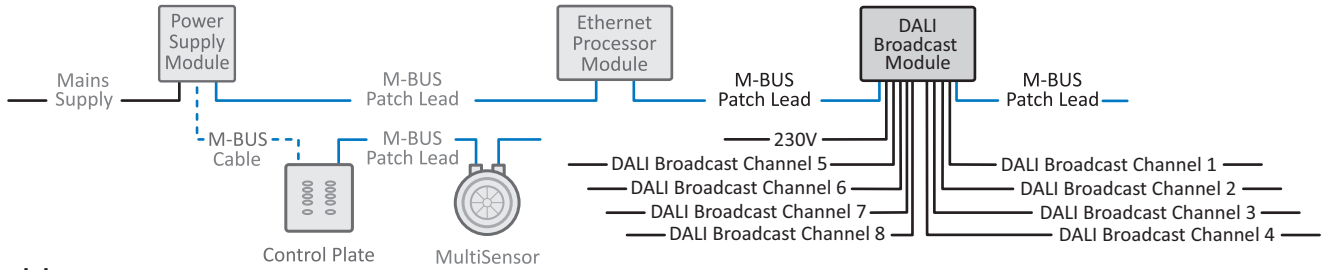 Power
Supply
Module
Ethernet
Processor
Module
DALI
Broadcast
Module
Mains
Supply
M-BUS
Patch Lead
M-BUS
Patch Lead
M-BUS
Patch Lead
M-BUS
Cable
M-BUS
Patch Lead
230V
DALI Broadcast Channel 5
DALI Broadcast Channel 6
DALI Broadcast Channel 7
DALI Broadcast Channel 8
DALI Broadcast Channel 1
DALI Broadcast Channel 2
DALI Broadcast Channel 3
DALI Broadcast Channel 4
Control Plate
MultiSensor